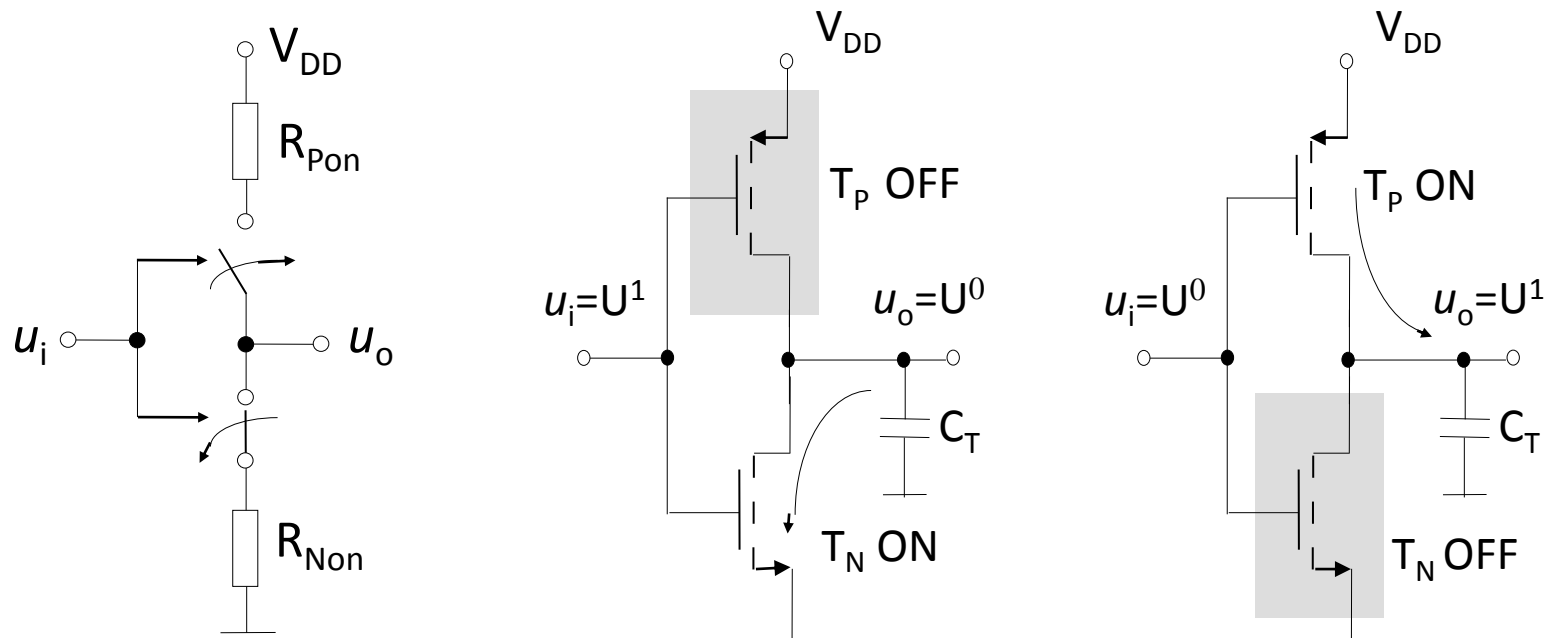 V_DD
R_Pon
u_i
u_o
R_Non
V_DD
T_P OFF
u_i=U^1
u_o=U^0
C_T
T_N ON
V_DD
T_P ON
u_i=U^0
u_o=U^1
C_T
T_N OFF